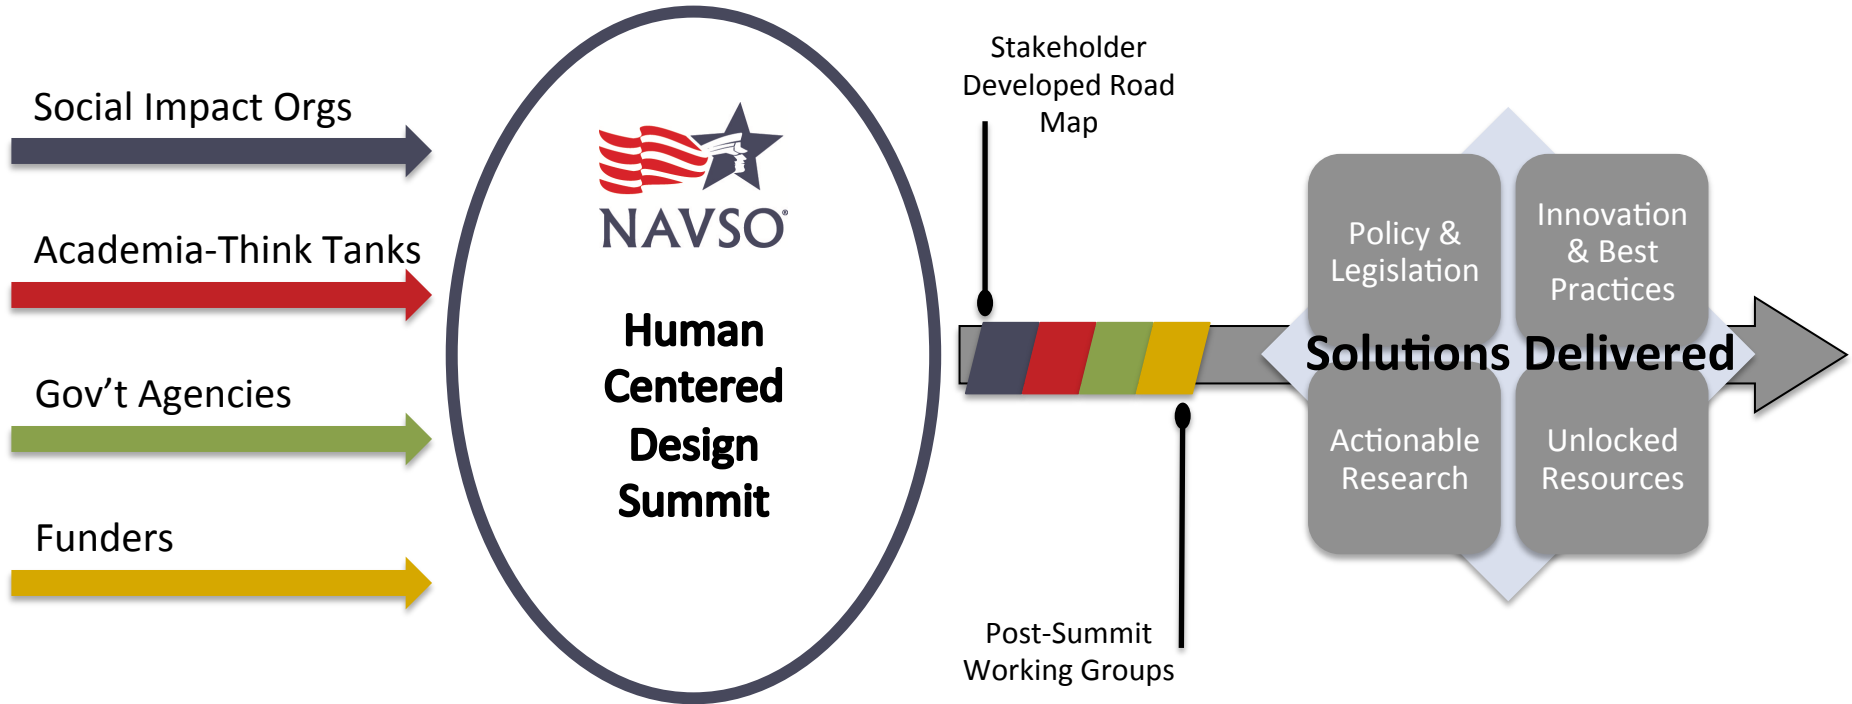 Social Impact Orgs
Academia-Think Tanks
Gov't Agencies
Funders
NAVSO®
Human
Centered
Design
Summit
Stakeholder
Developed Road
Map
Post-Summit
Working Groups
Policy &
Legislation
Innovation
& Best
Practices
Solutions Delivered
Actionable
Research
Unlocked
Resources